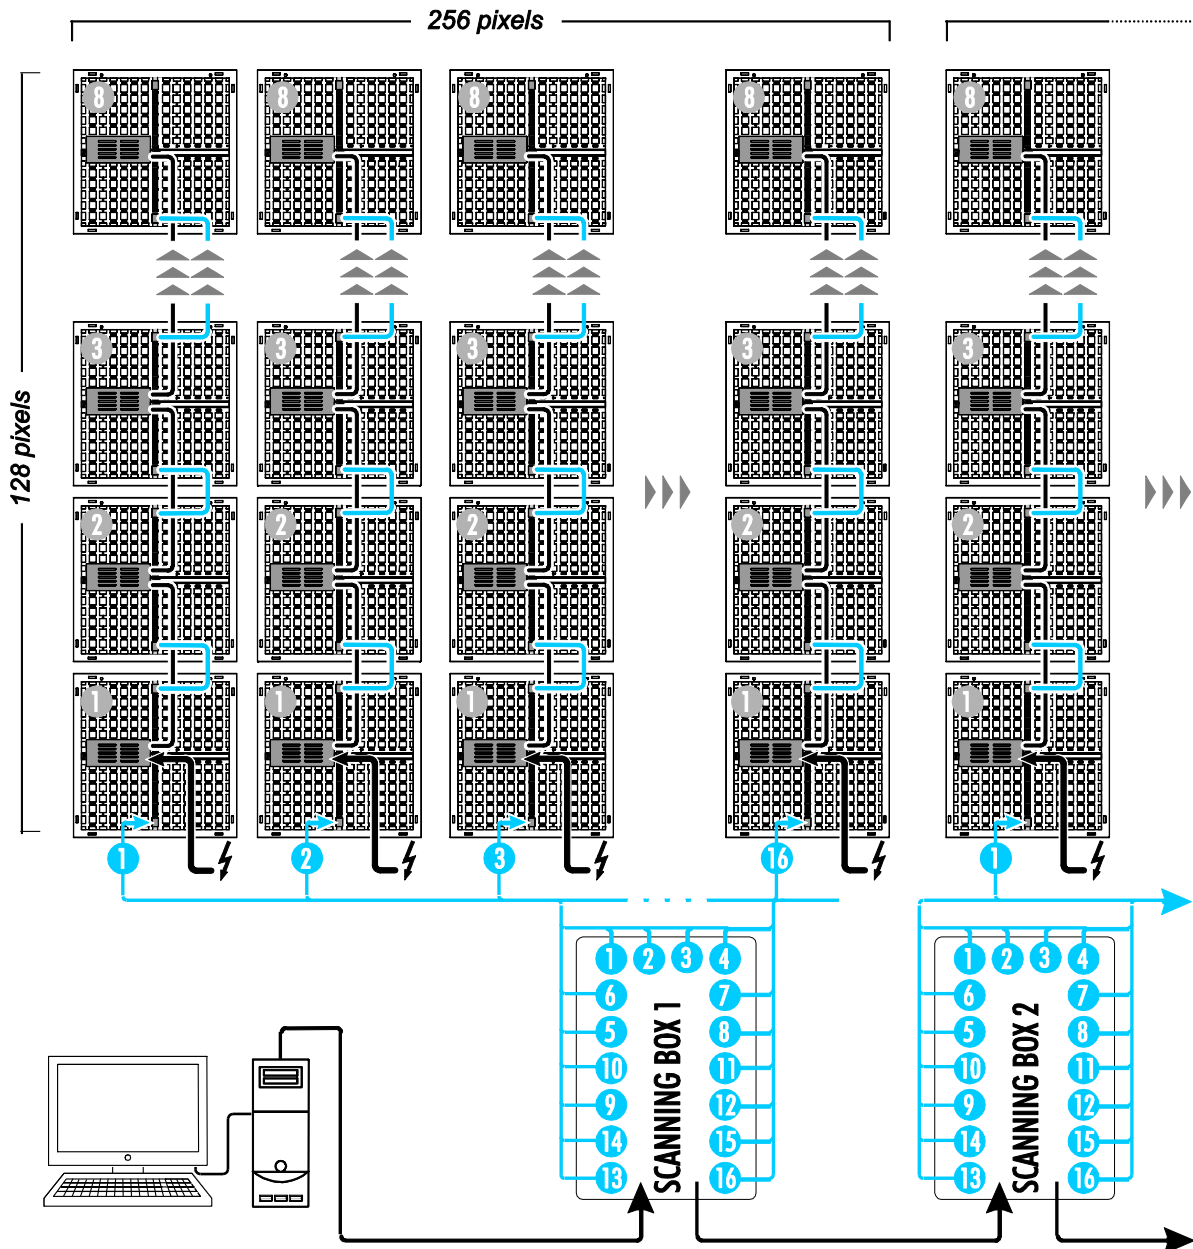 256 pixels
8 8 8 8 8
128 pixels
3 3 3 3 3
2 2 2 2 2
1 1 1 1 1
1 2 3 16 1
1 2 3 4
6 7
5 8
10 11
9 12
14 15
13 16
SCANNING BOX 1
1 2 3 4
6 7
5 8
10 11
9 12
14 15
13 16
SCANNING BOX 2